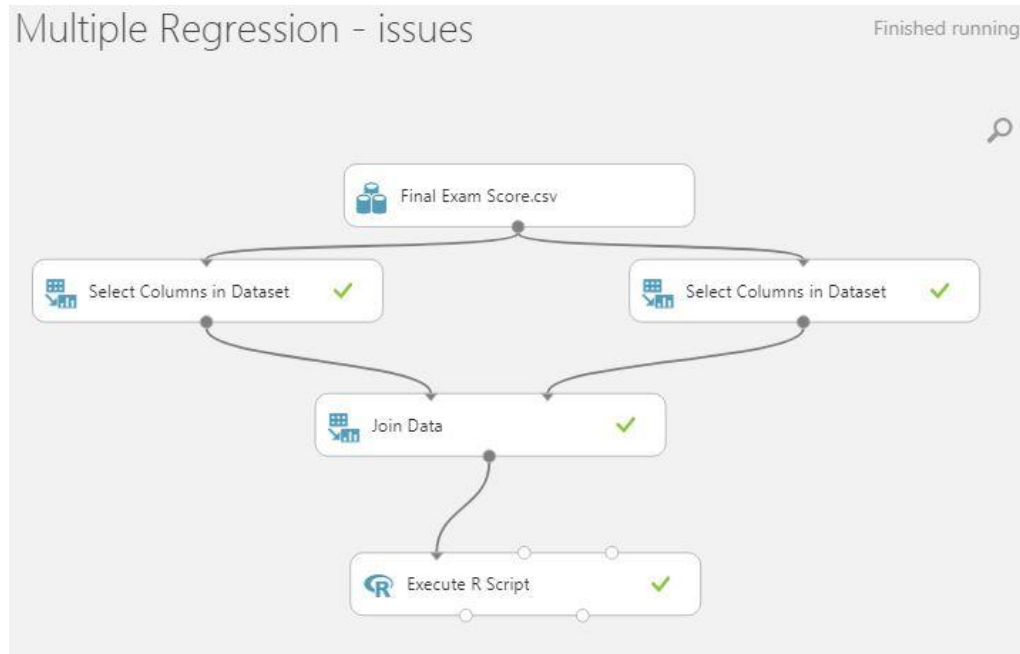 Multiple Regression - issues
Finished running
Final Exam Score.csv
Select Columns in Dataset
Select Columns in Dataset
Join Data
R Execute R Script